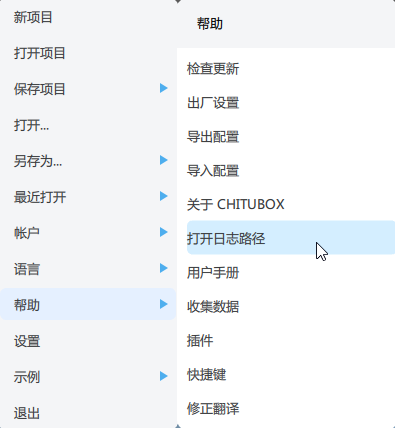 新项目
打开项目
保存项目
打开...
另存为...
最近打开
帐户
语言
帮助
设置
示例
退出
帮助
检查更新
出厂设置
导出配置
导入配置
关于 CHITUBOX
打开日志路径
用户手册
收集数据
插件
快捷键
修正翻译